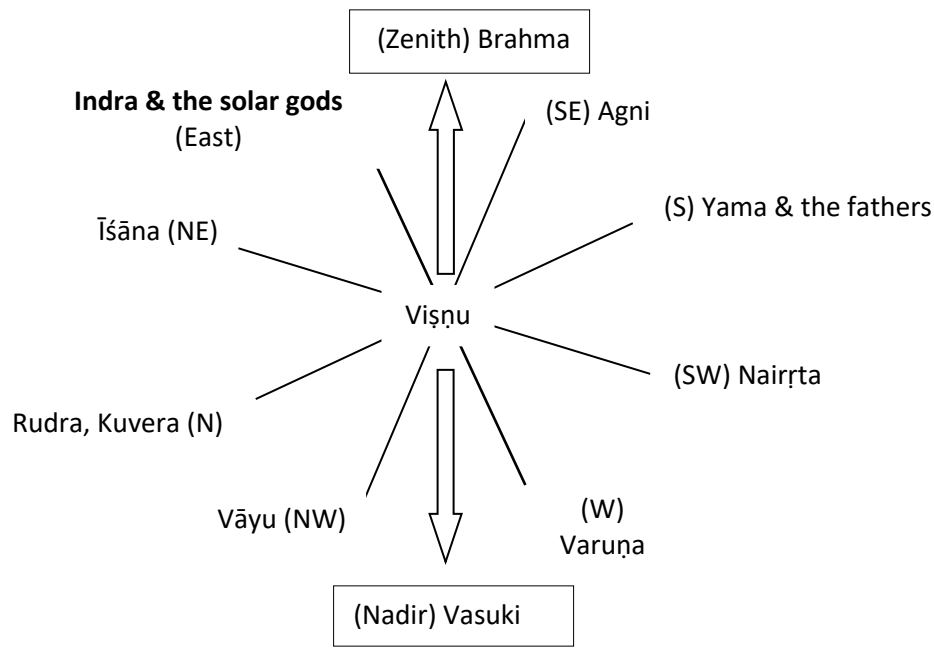 (Zenith) Brahma
Indra & the solar gods
(East)
(SE) Agni
(S) Yama & the fathers
Īśāna (NE)
Viṣṇu
(SW) Nairṛta
Rudra, Kuvera (N)
Vāyu (NW)
(W)
Varuṇa
(Nadir) Vasuki